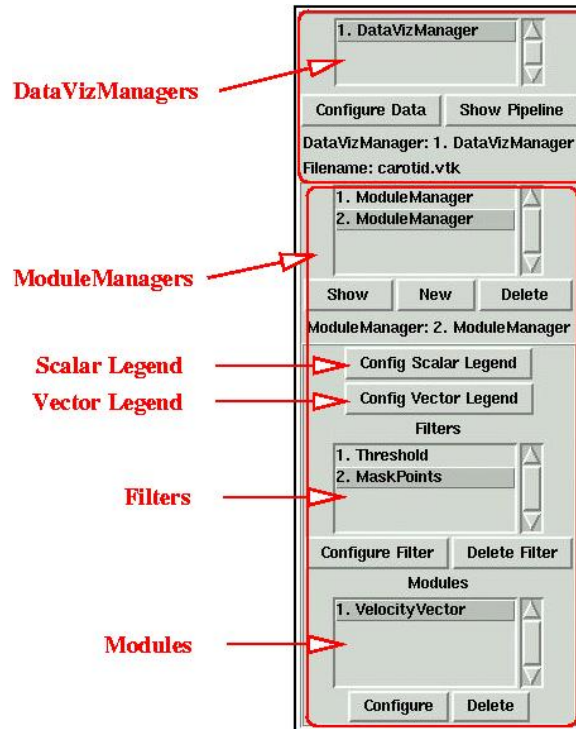 1. DataVizManager
DataVizManagers
Configure Data Show Pipeline
DataVizManager: 1. DataVizManager
Filename: carotid.vtk
1. ModuleManager
2. ModuleManager
ModuleManagers
Show New Delete
ModuleManager: 2. ModuleManager
Scalar Legend Config Scalar Legend
Vector Legend Config Vector Legend
Filters
1. Threshold
2. MaskPoints
Filters
Configure Filter Delete Filter
Modules
1. VelocityVector
Modules
Configure Delete